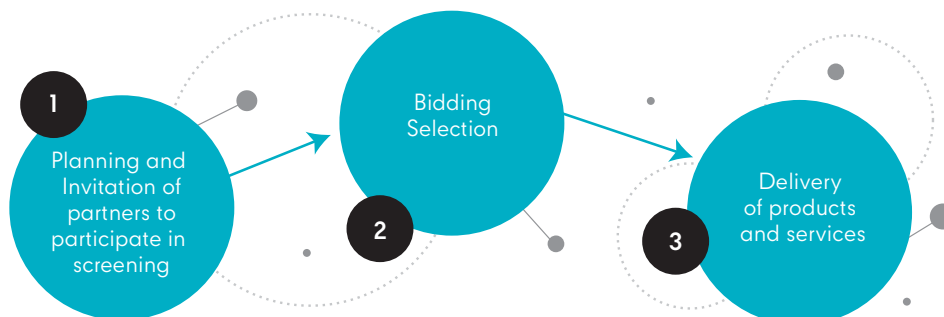 1
Planning and
Invitation of
partners to
participate in
screening
Bidding
Selection
2
Delivery
of products
and services
3